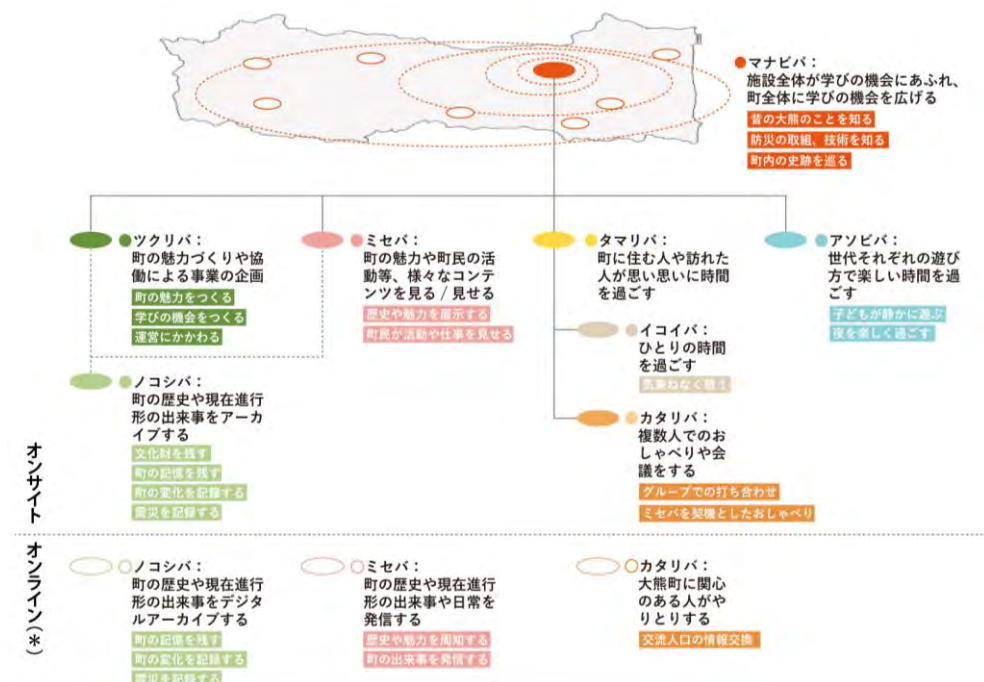 マナビバ：
施設全体が学びの機会にあふれ、
町全体に学びの機会を広げる
昔の大熊のことを知る
防災の取組、技術を知る
町内の史跡を巡る
ツクリバ：
町の魅力づくりや協
働による事業の企画
町の魅力をつくる
学びの機会をつくる
運営にかかわる
ミセバ：
町の魅力や町民の活
動等、様々なコンテ
ンツを見る / 見せる
歴史や魅力を展示する
町民が活動や仕事を見せる
タマリバ：
町に住む人や訪れた
人が思い思いに時間
を過ごす
アソビバ：
世代それぞれの遊び
方で楽しい時間を過
ごす
子どもが静かに遊ぶ
夜を楽しく過ごす
イコイバ：
ひとりの時間
を過ごす
気兼ねなく憩う
ノコシバ：
町の歴史や現在進行
形の出来事をアーカ
イブする
文化財を残す
町の記憶を残す
町の変化を記録する
震災を記録する
カタリバ：
複数人でのお
しゃべりや会
議をする
グループでの打ち合わせ
ミセバを契機としたおしゃべり
オンサイト
オンライン(＊)
ノコシバ：
町の歴史や現在進行
形の出来事をデジタ
ルアーカイブする
町の記憶を残す
町の変化を記録する
震災を記録する
ミセバ：
町の歴史や現在進行
形の出来事や日常を
発信する
歴史や魅力を周知する
町の出来事を発信する
カタリバ：
大熊町に関心
のある人がや
りとりする
交流人口の情報交換